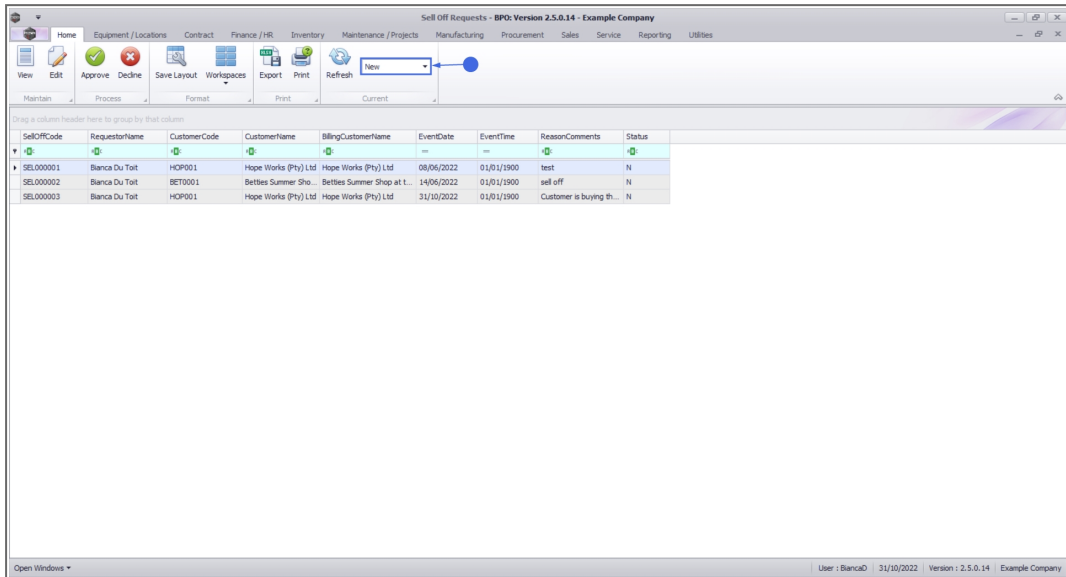 Sell Off Requests - BPO: Version 2.5.0.14 - Example Company
Home Equipment / Locations Contract Finance / HR Inventory Maintenance / Projects Manufacturing Procurement Sales Service Reporting Utilities
View Edit Approve Decline Save Layout Workspaces Export Print Refresh New
Maintain Process Format Print Current
Drag a column header here to group by that column
SellOffCode RequestorName CustomerCode CustomerName BillingCustomerName EventDate EventTime ReasonComments Status
SEL000001 Bianca Du Toit HOP001 Hope Works (Pty) Ltd Hope Works (Pty) Ltd 08/06/2022 01/01/1900 test N
SEL000002 Bianca Du Toit BET0001 Betties Summer Sho... Betties Summer Shop at t... 14/06/2022 01/01/1900 sell off N
SEL000003 Bianca Du Toit HOP001 Hope Works (Pty) Ltd Hope Works (Pty) Ltd 31/10/2022 01/01/1900 Customer is buying th... N
Open Windows User : BiancaD 31/10/2022 Version : 2.5.0.14 Example Company